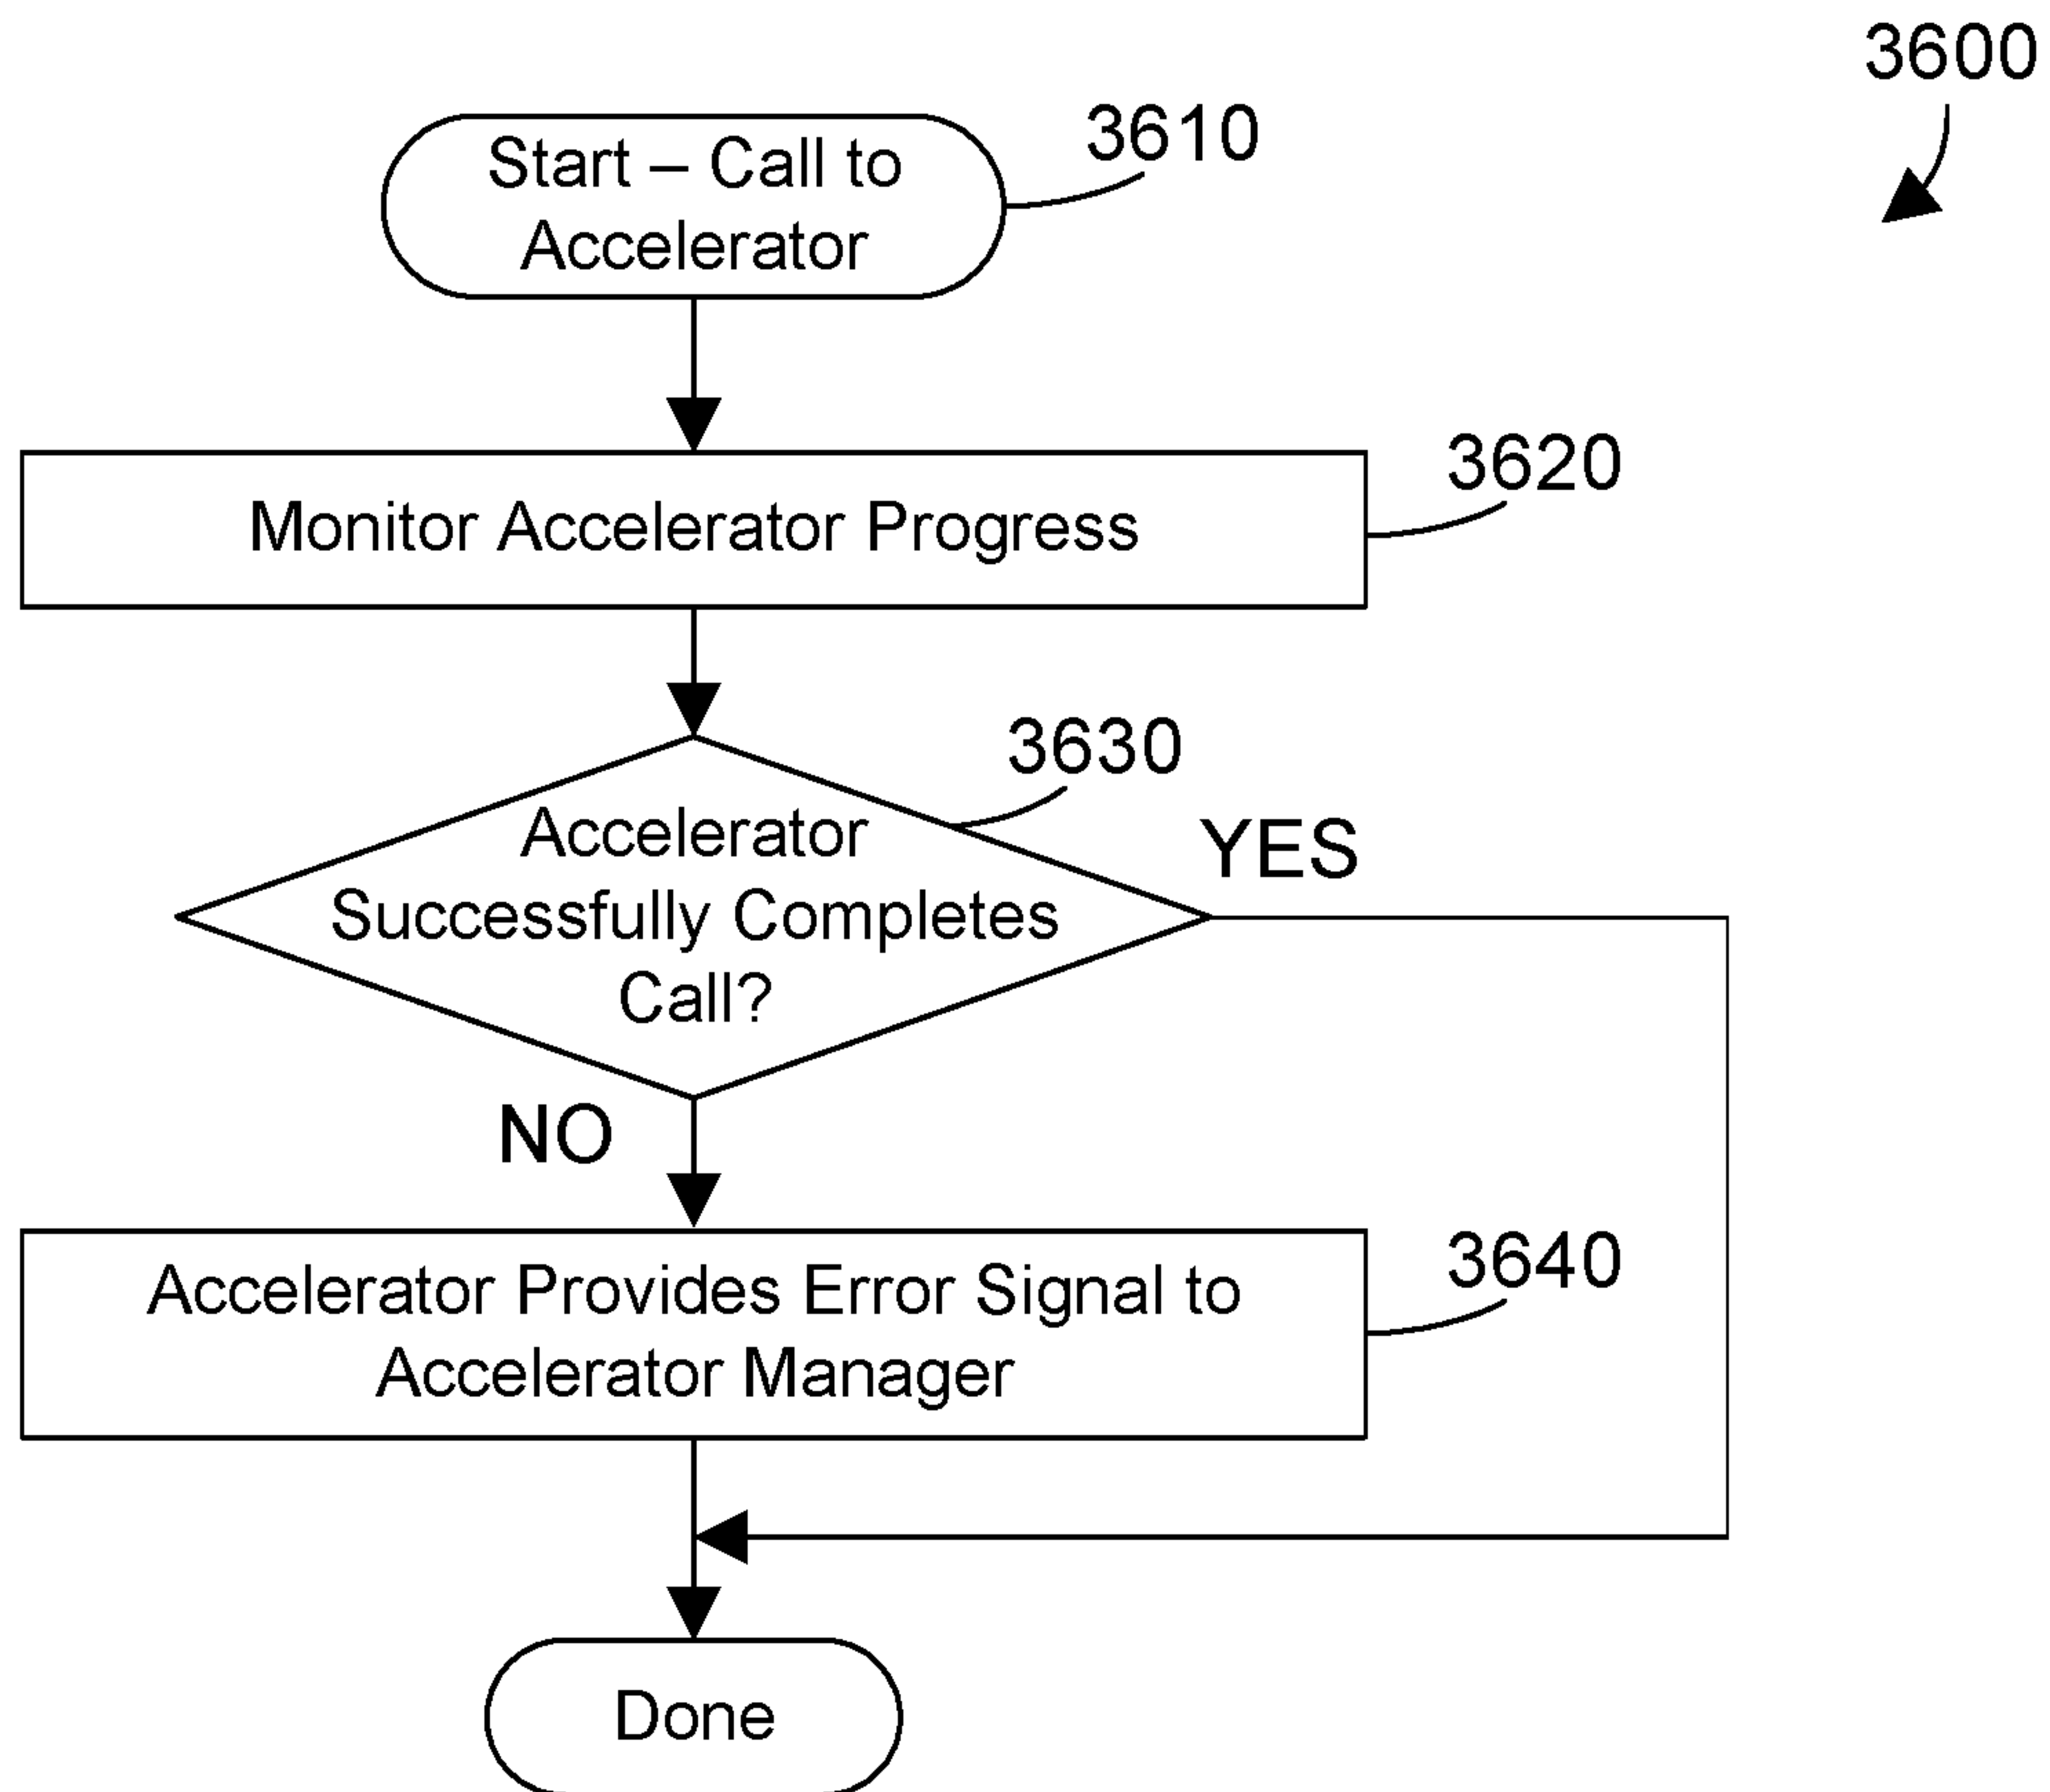 3600
Start – Call to
Accelerator
3610
Monitor Accelerator Progress
3620
3630
Accelerator
Successfully Completes
Call?
YES
NO
Accelerator Provides Error Signal to
Accelerator Manager
3640
Done